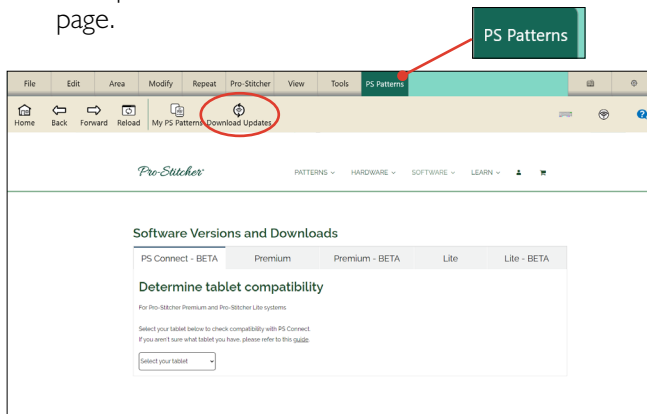 page.
PS Patterns
File Edit Area Modify Repeat Pro-Stitcher View Tools PS Patterns
Home Back Forward Reload My PS Patterns Download Updates
Pro-Stitcher
PATTERNS HARDWARE SOFTWARE LEARN
Software Versions and Downloads
PS Connect - BETA Premium Premium - BETA Lite Lite - BETA
Determine tablet compatibility
For Pro-Stitcher Premium and Pro-Stitcher Lite systems
Select your tablet below to check compatibility with PS Connect.
If you aren't sure what tablet you have, please refer to this guide.
Select your tablet